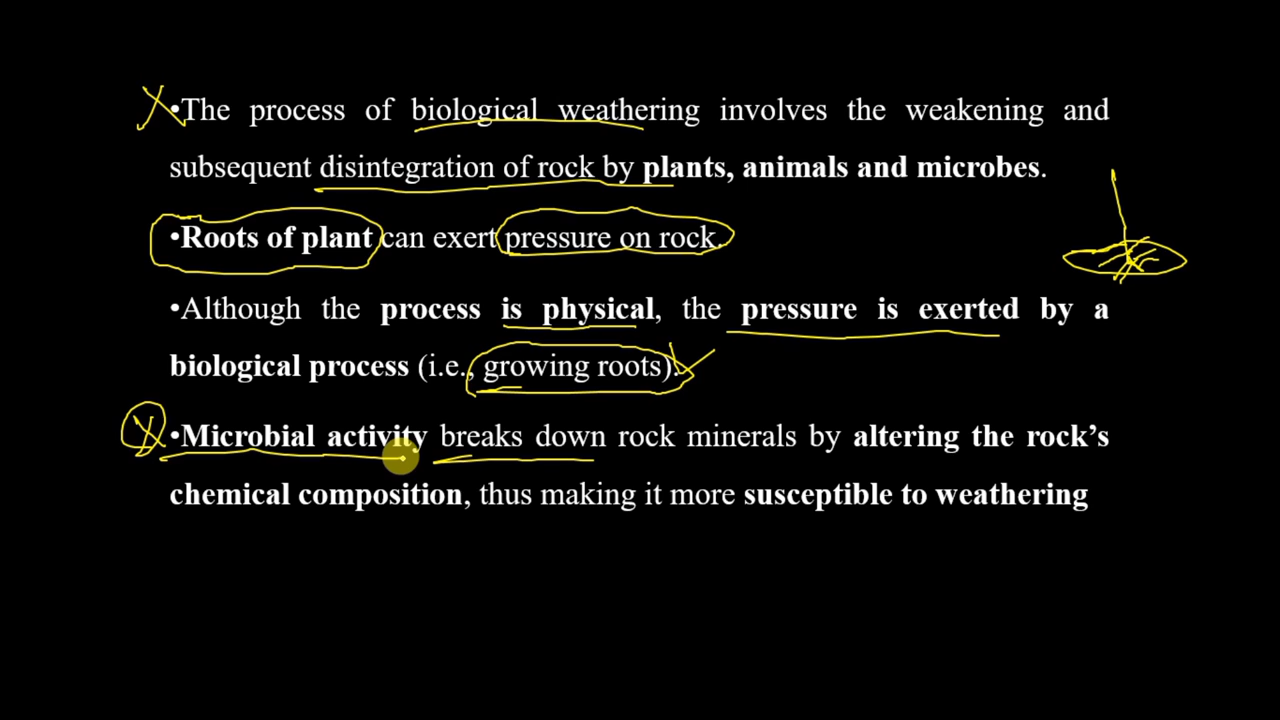 •The process of biological weathering involves the weakening and
subsequent disintegration of rock by plants, animals and microbes.
•Roots of plant can exert pressure on rock.
•Although the process is physical, the pressure is exerted by a
biological process (i.e., growing roots).
•Microbial activity breaks down rock minerals by altering the rock’s
chemical composition, thus making it more susceptible to weathering